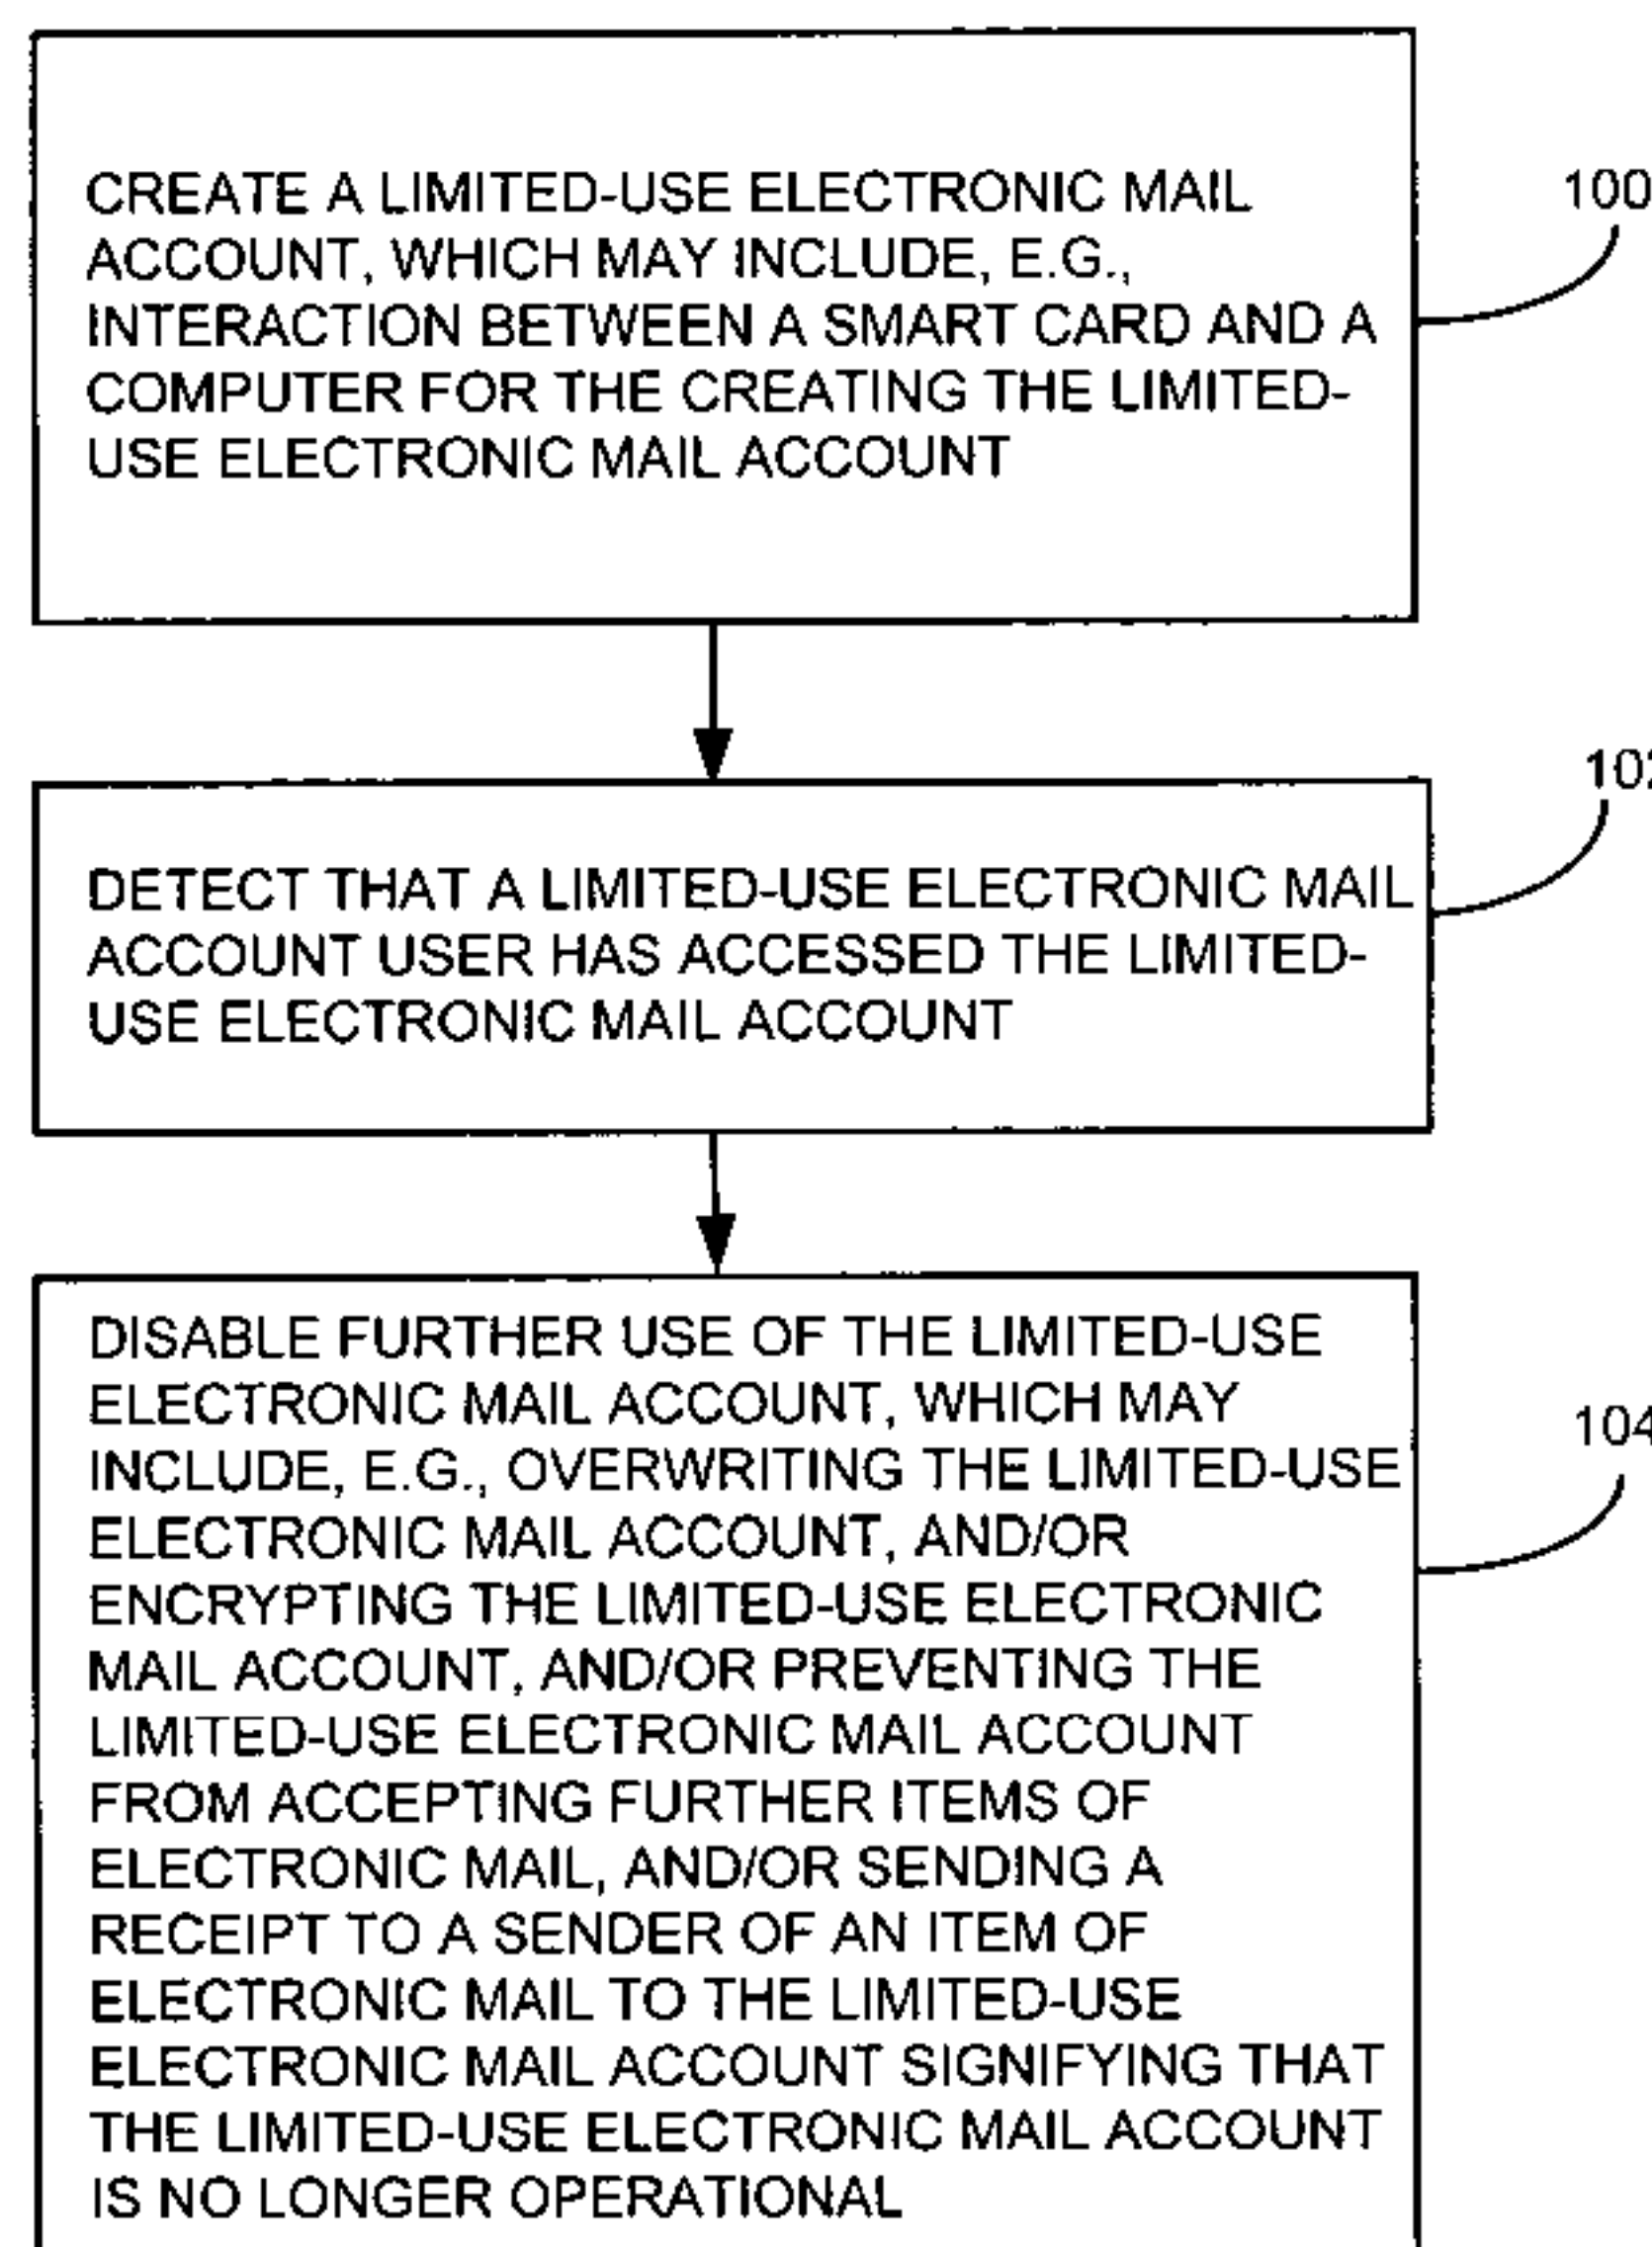 CREATE A LIMITED-USE ELECTRONIC MAIL
ACCOUNT, WHICH MAY INCLUDE, E.G.,
INTERACTION BETWEEN A SMART CARD AND A
COMPUTER FOR THE CREATING THE LIMITED-
USE ELECTRONIC MAIL ACCOUNT
100
DETECT THAT A LIMITED-USE ELECTRONIC MAIL
ACCOUNT USER HAS ACCESSED THE LIMITED-
USE ELECTRONIC MAIL ACCOUNT
102
DISABLE FURTHER USE OF THE LIMITED-USE
ELECTRONIC MAIL ACCOUNT, WHICH MAY
INCLUDE, E.G., OVERWRITING THE LIMITED-USE
ELECTRONIC MAIL ACCOUNT, AND/OR
ENCRYPTING THE LIMITED-USE ELECTRONIC
MAIL ACCOUNT, AND/OR PREVENTING THE
LIMITED-USE ELECTRONIC MAIL ACCOUNT
FROM ACCEPTING FURTHER ITEMS OF
ELECTRONIC MAIL, AND/OR SENDING A
RECEIPT TO A SENDER OF AN ITEM OF
ELECTRONIC MAIL TO THE LIMITED-USE
ELECTRONIC MAIL ACCOUNT SIGNIFYING THAT
THE LIMITED-USE ELECTRONIC MAIL ACCOUNT
IS NO LONGER OPERATIONAL
104